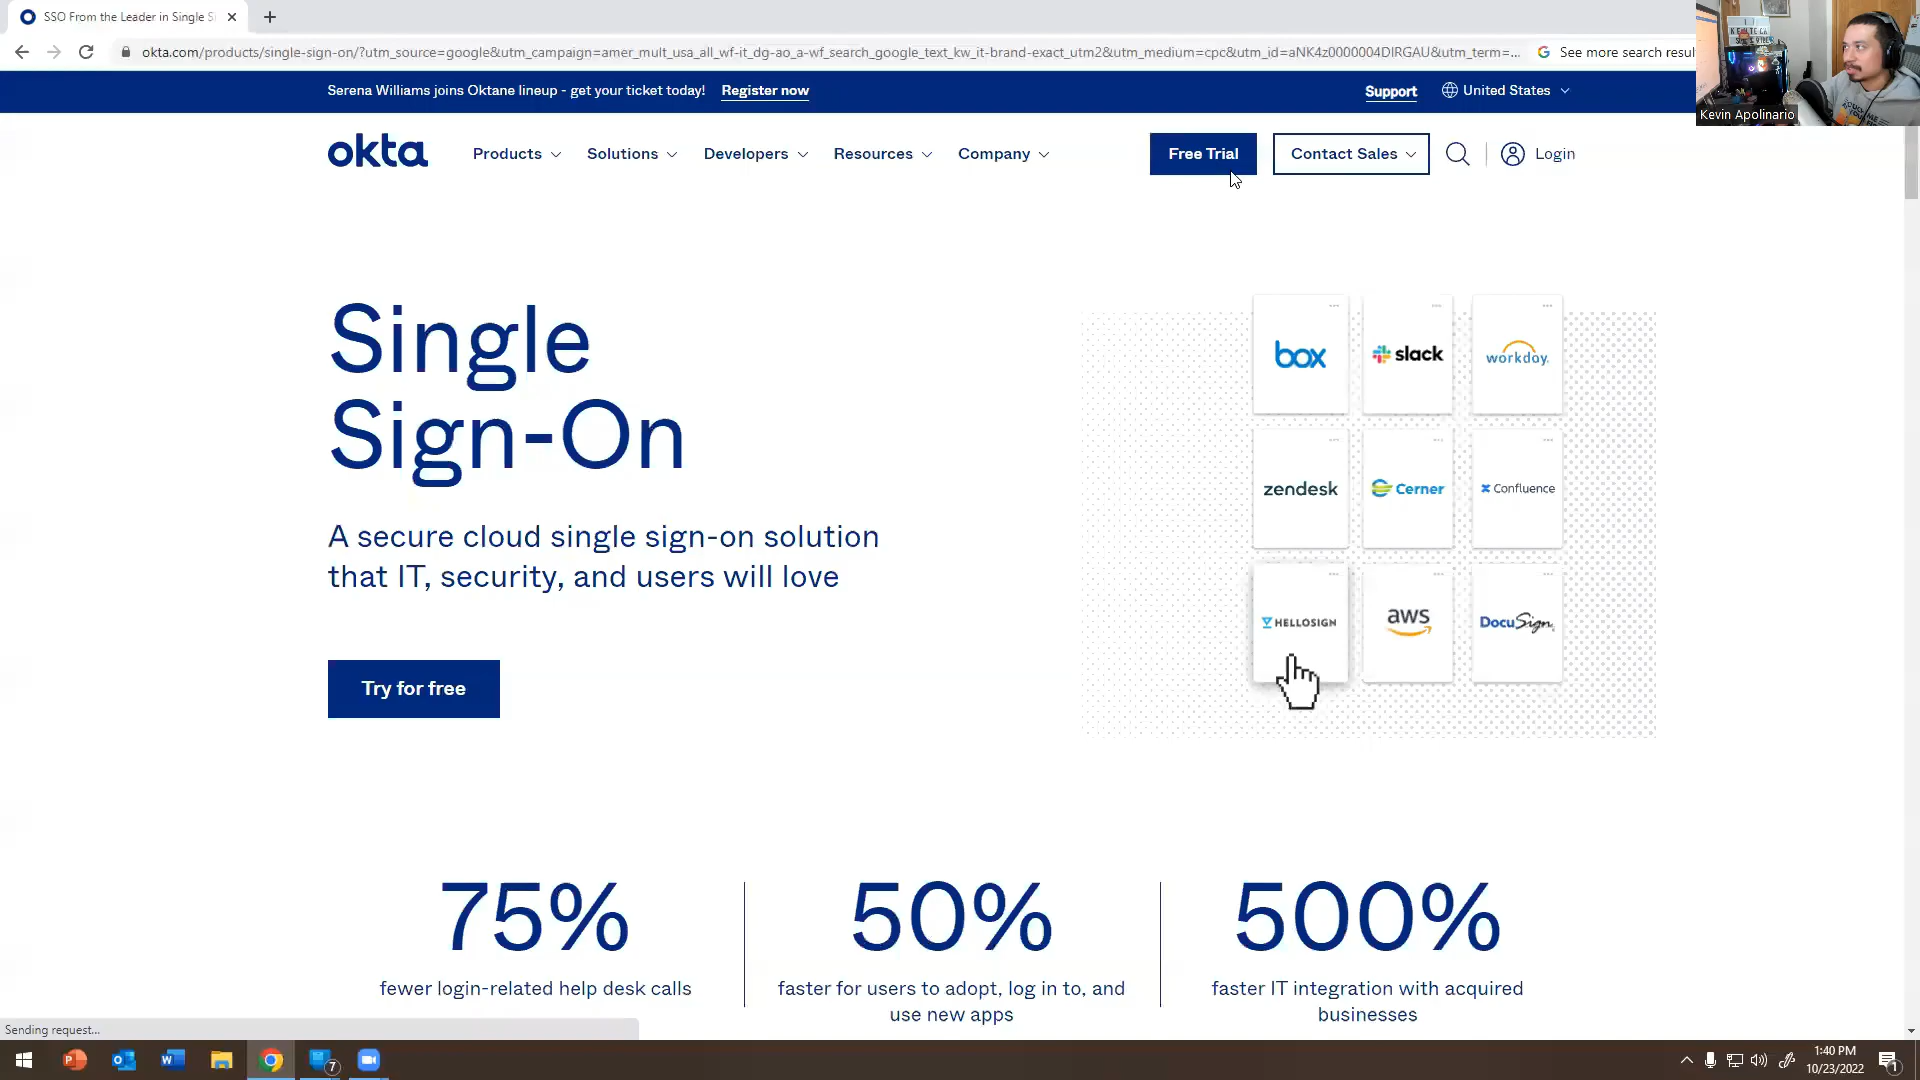 SSO From the Leader in Single S
okta.com/products/single-sign-on/?utm_source=google&utm_campaign=amer_mult_usa_all_wf-it_dg-ao_a-wf_search_google_text_kw_it-brand-exact_utm2&utm_medium=cpc&utm_id=aNK4z0000004DIRGAU&utm_term=...
See more search resul
Kevin Apolinario
Serena Williams joins Oktane lineup - get your ticket today! Register now
Support
United States
okta
Products
Solutions
Developers
Resources
Company
Free Trial
Contact Sales
Login
Single
Sign-On
A secure cloud single sign-on solution
that IT, security, and users will love
Try for free
box
slack
workday.
zendesk
Cerner
Confluence
HELLOSIGN
aws
DocuSign
75%
fewer login-related help desk calls
50%
faster for users to adopt, log in to, and
use new apps
500%
faster IT integration with acquired
businesses
Sending request...
7
1:40 PM
10/23/2022
1